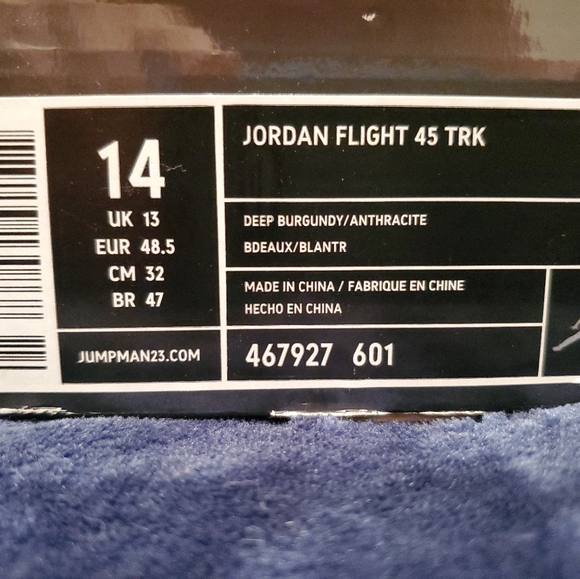 14
UK 13
EUR 48.5
CM 32
BR 47
JUMPMAN23.COM
JORDAN FLIGHT 45 TRK
DEEP BURGUNDY/ANTHRACITE
BDEAUX/BLANTR
MADE IN CHINA / FABRIQUE EN CHINE
HECHO EN CHINA
467927 601